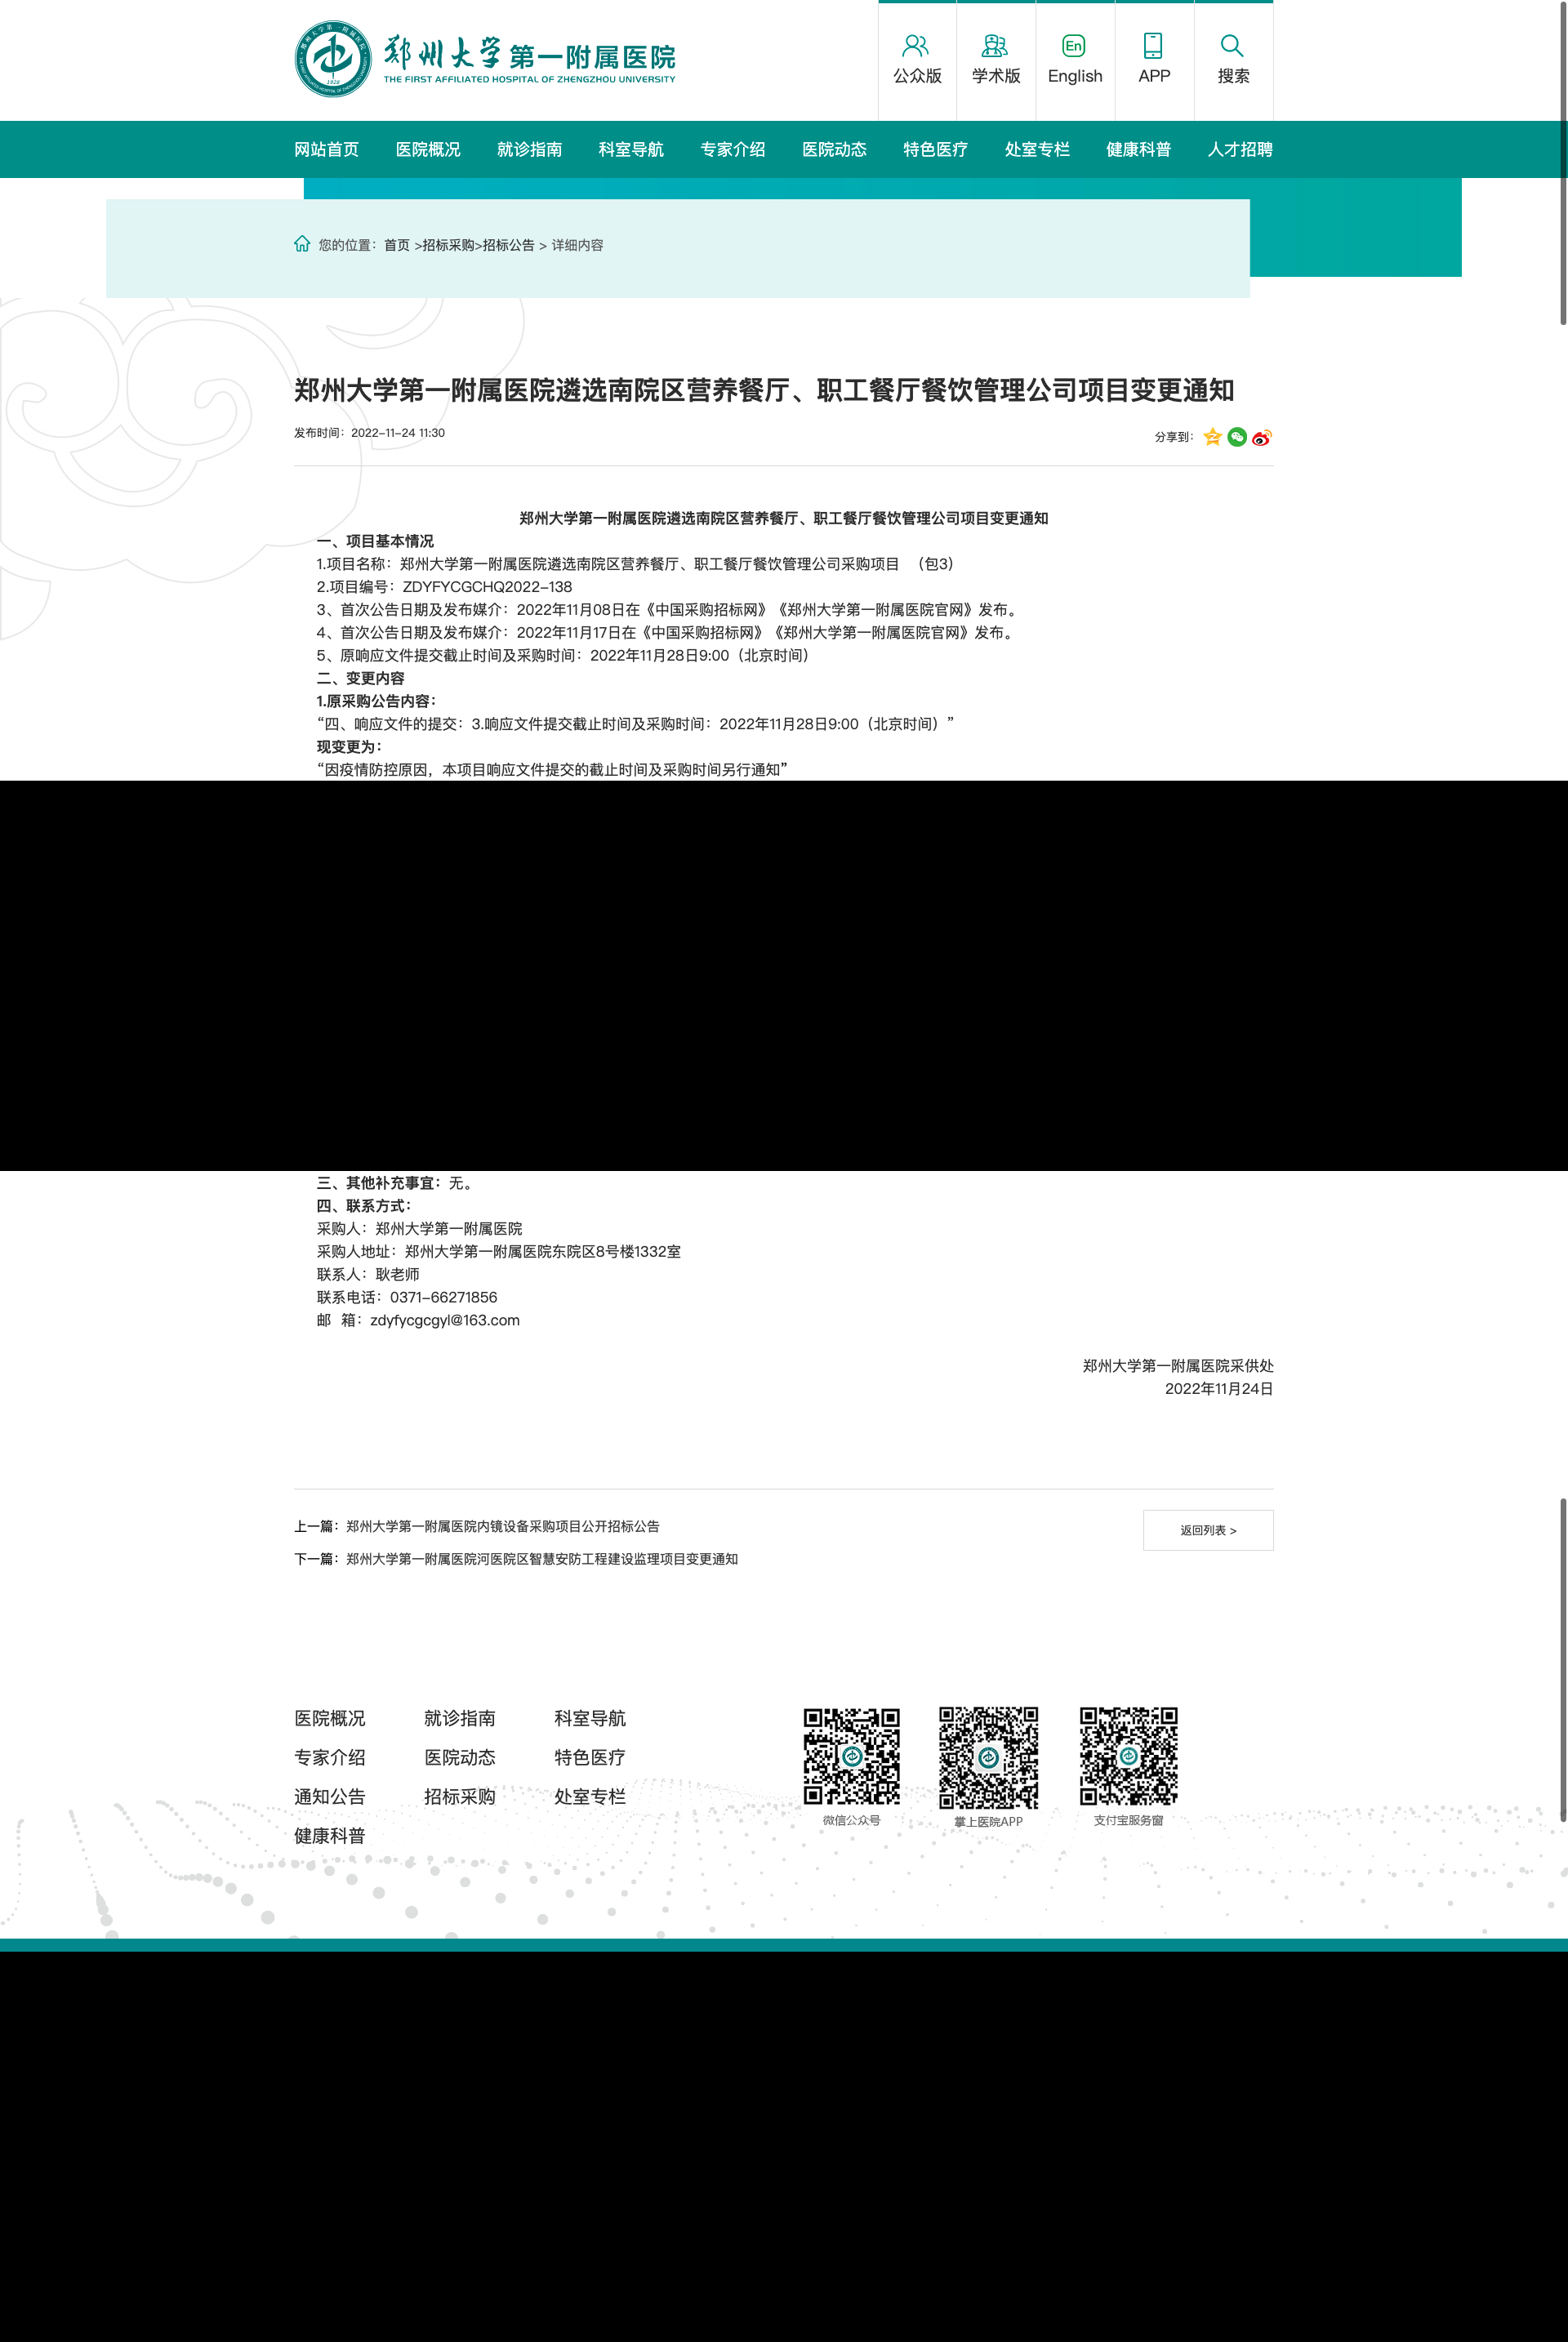 郑州大学第一附属医院
THE FIRST AFFILIATED HOSPITAL OF ZHENGZHOU UNIVERSITY
1928
公众版
学术版
En
English
APP
搜索
网站首页 医院概况 就诊指南 科室导航 专家介绍 医院动态 特色医疗 处室专栏 健康科普 人才招聘
您的位置：首页 >招标采购>招标公告 > 详细内容
郑州大学第一附属医院遴选南院区营养餐厅、职工餐厅餐饮管理公司项目变更通知
发布时间：2022-11-24 11:30
分享到：
郑州大学第一附属医院遴选南院区营养餐厅、职工餐厅餐饮管理公司项目变更通知
一、项目基本情况
1.项目名称：郑州大学第一附属医院遴选南院区营养餐厅、职工餐厅餐饮管理公司采购项目 （包3）
2.项目编号：ZDYFYCGCHQ2022-138
3、首次公告日期及发布媒介：2022年11月08日在《中国采购招标网》《郑州大学第一附属医院官网》发布。
4、首次公告日期及发布媒介：2022年11月17日在《中国采购招标网》《郑州大学第一附属医院官网》发布。
5、原响应文件提交截止时间及采购时间：2022年11月28日9:00（北京时间）
二、变更内容
1.原采购公告内容：
“四、响应文件的提交：3.响应文件提交截止时间及采购时间：2022年11月28日9:00（北京时间）”
现变更为：
“因疫情防控原因，本项目响应文件提交的截止时间及采购时间另行通知”
三、其他补充事宜：无。
四、联系方式：
采购人：郑州大学第一附属医院
采购人地址：郑州大学第一附属医院东院区8号楼1332室
联系人：耿老师
联系电话：0371-66271856
邮 箱：zdyfycgcgyl@163.com
郑州大学第一附属医院采供处
2022年11月24日
上一篇：郑州大学第一附属医院内镜设备采购项目公开招标公告
返回列表 >
下一篇：郑州大学第一附属医院河医院区智慧安防工程建设监理项目变更通知
医院概况 就诊指南 科室导航
专家介绍 医院动态 特色医疗
通知公告 招标采购 处室专栏
健康科普
微信公众号
掌上医院APP
支付宝服务窗